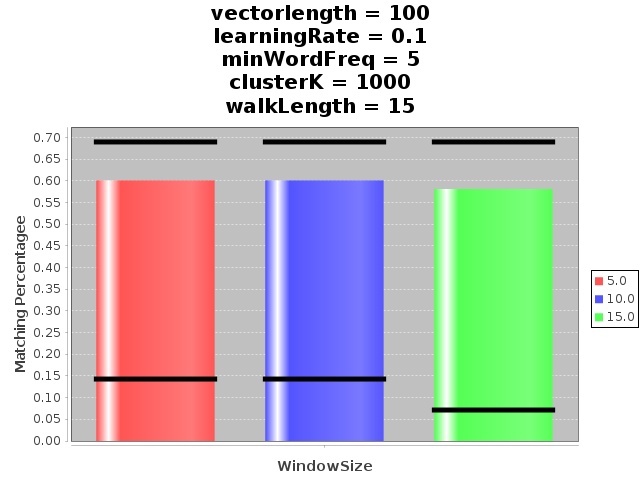 vectorlength = 100
learningRate = 0.1
minWordFreq = 5
clusterK = 1000
walkLength = 15
0.70
0.65
0.60
0.55
0.50
0.45
0.40
0.35
0.30
0.25
0.20
0.15
0.10
0.05
0.00
Matching Percentagee
WindowSize
5.0
10.0
15.0